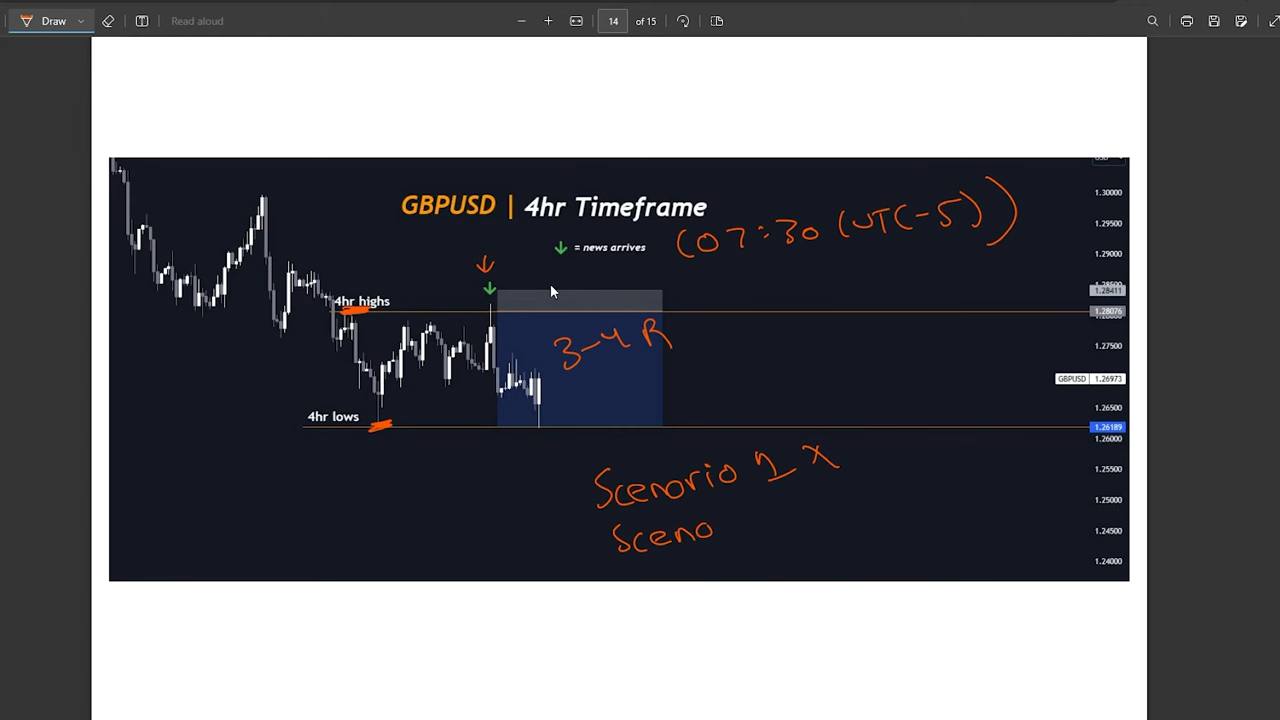 Draw
Read aloud
14 of 15
GBPUSD | 4hr Timeframe
= news arrives
(07:30 (UTC-5))
4hr highs
3-4 R
4hr lows
Scenario 1 X
Sceno
1.30000
1.29500
1.29000
1.28411
1.28076
1.27500
GBPUSD 1.26973
1.26500
1.26189
1.26000
1.25500
1.25000
1.24500
1.24000